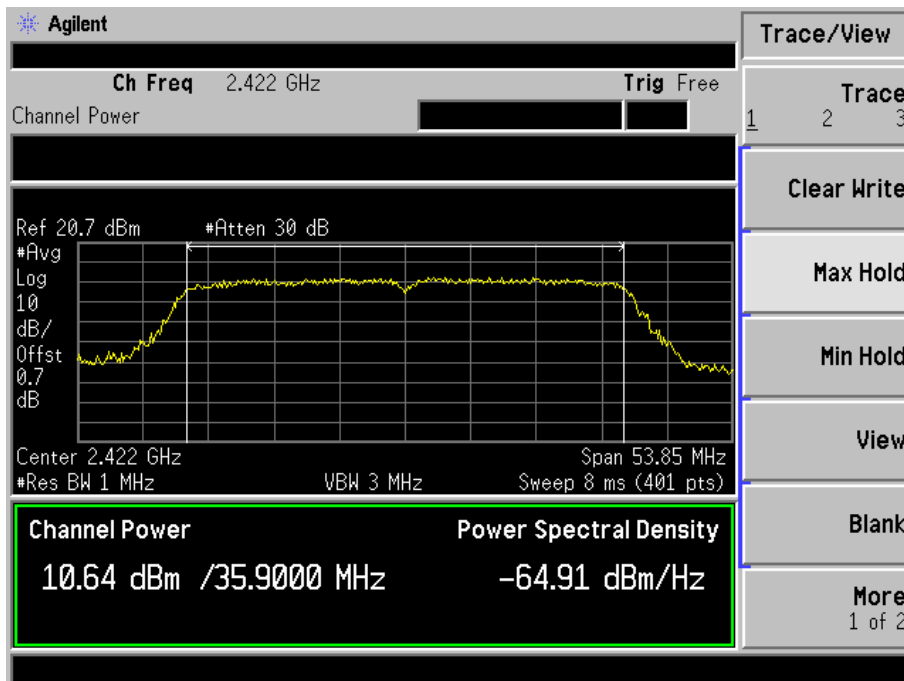 Agilent
Trace/View
Ch Freq 2.422 GHz Trig Free
Channel Power
Trace
1 2 3
Clear Write
Ref 20.7 dBm #Atten 30 dB
#Avg
Log
10
dB/
Offst
0.7
dB
Max Hold
Min Hold
View
Center 2.422 GHz Span 53.85 MHz
#Res BW 1 MHz VBW 3 MHz Sweep 8 ms (401 pts)
Channel Power Power Spectral Density
10.64 dBm /35.9000 MHz -64.91 dBm/Hz
Blank
More
1 of 2